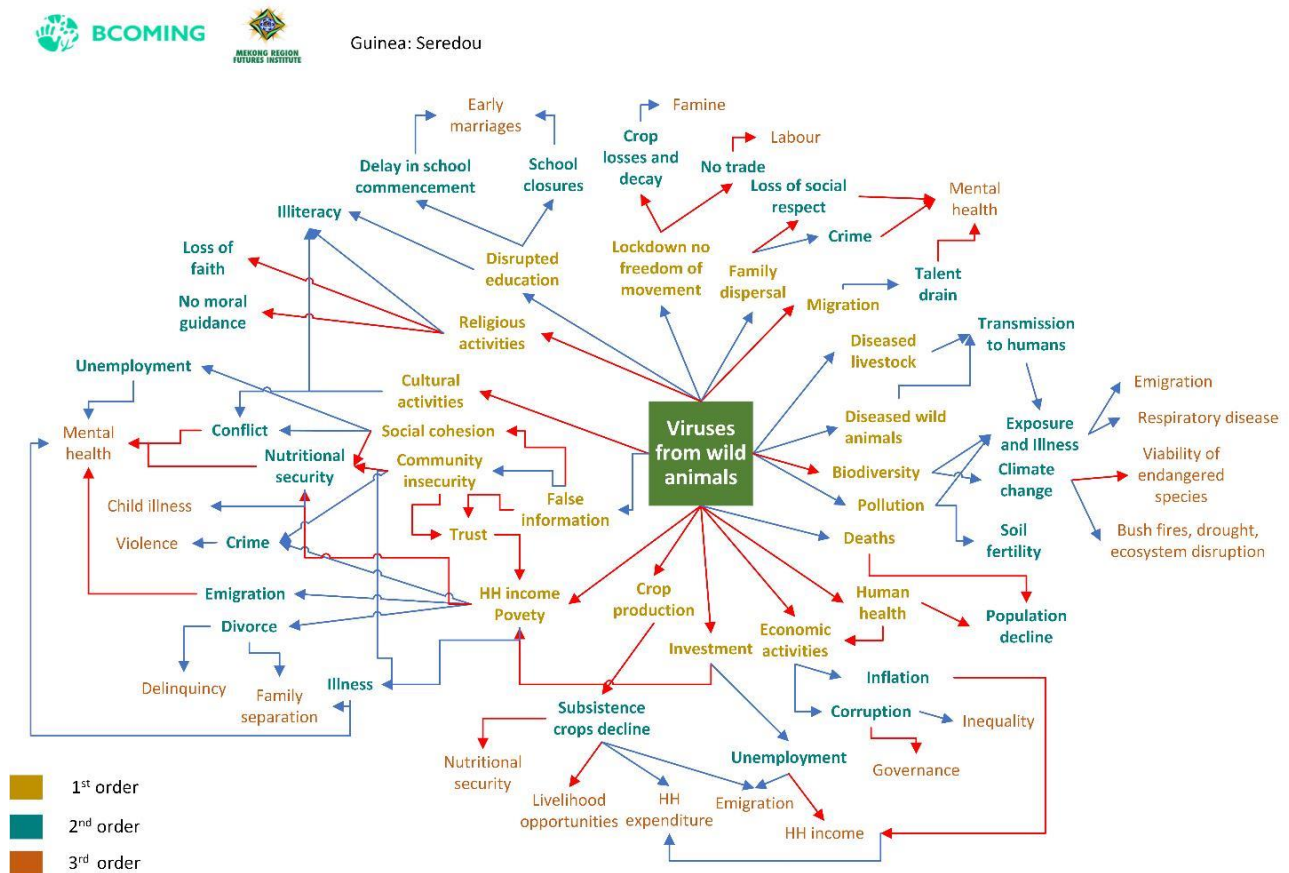 BCOMING
MEKONG REGION
FUTURES INSTITUTE
Guinea: Seredou
Early
marriages
Famine
Crop
losses and
decay
Labour
No trade
Delay in school
commencement
School
closures
Loss of social
respect
Mental
health
Illiteracy
Crime
Loss of
faith
Disrupted
education
Lockdown no
freedom of
movement
Family
dispersal
Talent
drain
Migration
No moral
guidance
Religious
activities
Transmission
to humans
Diseased
livestock
Unemployment
Cultural
activities
Emigration
Viruses
from wild
animals
Diseased wild
animals
Exposure
and Illness
Respiratory disease
Mental
health
Conflict
Social cohesion
Nutritional
security
Community
insecurity
Biodiversity
Climate
change
Viability of
endangered
species
Child illness
False
information
Pollution
Violence
Crime
Trust
Deaths
Soil
fertility
Bush fires, drought,
ecosystem disruption
Emigration
HH income
Povety
Crop
production
Human
health
Population
decline
Divorce
Investment
Economic
activities
Delinquency
Family
separation
Illness
Inflation
Subsistence
crops decline
Corruption
Inequality
Nutritional
security
Unemployment
Governance
Livelihood
opportunities
HH
expenditure
Emigration
HH income
1st order
2nd order
3rd order